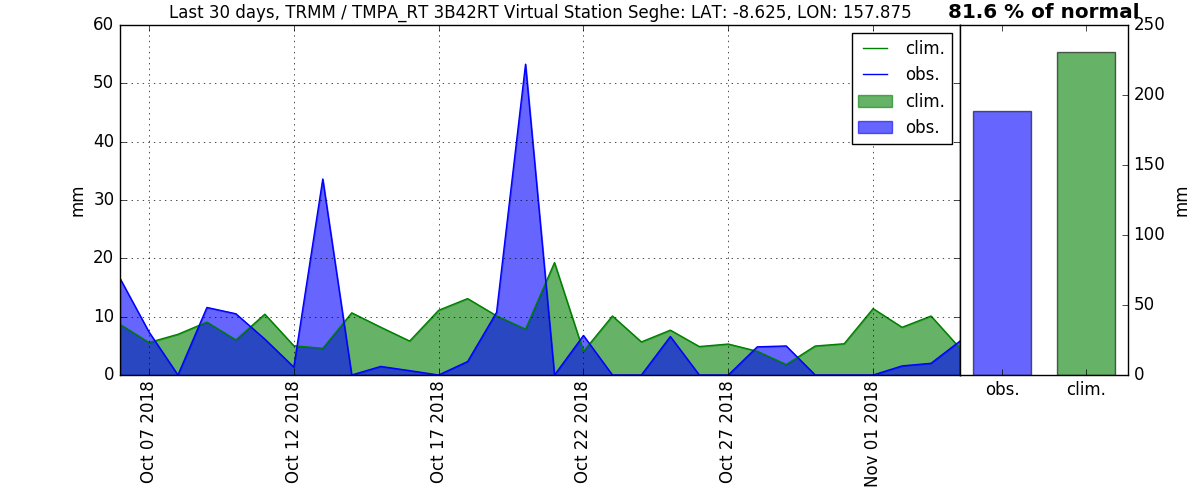 Last 30 days, TRMM / TMPA_RT 3B42RT Virtual Station Seghe: LAT: -8.625, LON: 157.875
81.6 % of normal
60
50
40
30
20
10
0
mm
clim.
obs.
clim.
obs.
Oct 07 2018
Oct 12 2018
Oct 17 2018
Oct 22 2018
Oct 27 2018
Nov 01 2018
250
200
150
100
50
0
mm
obs.
clim.